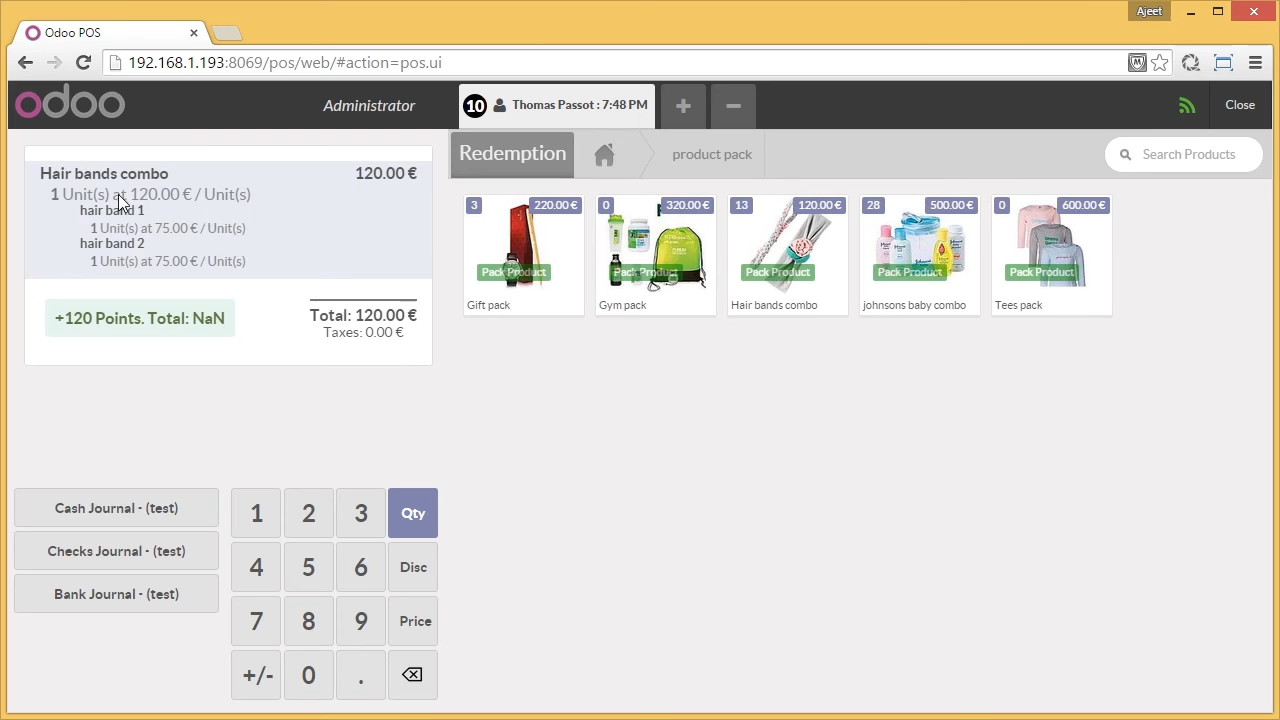 Ajeet
Odoo POS
192.168.1.193:8069/pos/web/#action=pos.ui
odoo
Administrator
10 Thomas Passot : 7:48 PM
Close
Hair bands combo 120.00 €
1 Unit(s) at 120.00 € / Unit(s)
hair band 1
1 Unit(s) at 75.00 € / Unit(s)
hair band 2
1 Unit(s) at 75.00 € / Unit(s)
+120 Points. Total: NaN
Total: 120.00 €
Taxes: 0.00 €
Cash Journal - (test)
Checks Journal - (test)
Bank Journal - (test)
1 2 3 Qty
4 5 6 Disc
7 8 9 Price
+/- 0 .
Redemption
product pack
Search Products
3 220.00 €
Pack Product
Gift pack
0 320.00 €
Pack Product
Gym pack
13 120.00 €
Pack Product
Hair bands combo
28 500.00 €
Pack Product
johnsons baby combo
0 600.00 €
Pack Product
Tees pack